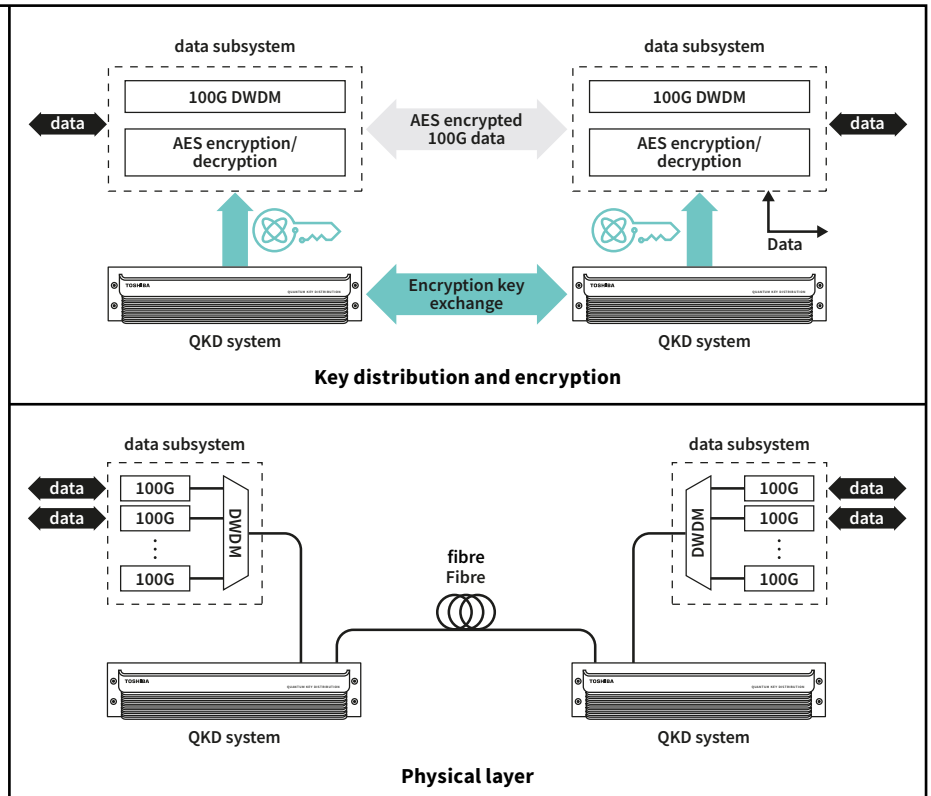 data subsystem
data subsystem
100G DWDM
100G DWDM
data
AES encrypted
100G data
data
AES encryption/
decryption
AES encryption/
decryption
Data
TOSHIBA
QUANTUM KEY DISTRIBUTION
Encryption key
exchange
TOSHIBA
QUANTUM KEY DISTRIBUTION
QKD system
QKD system
Key distribution and encryption
data subsystem
data subsystem
data
100G
100G
data
data
100G
100G
data
DWDM
DWDM
100G
100G
fibre
Fibre
TOSHIBA
QUANTUM KEY DISTRIBUTION
TOSHIBA
QUANTUM KEY DISTRIBUTION
QKD system
QKD system
Physical layer